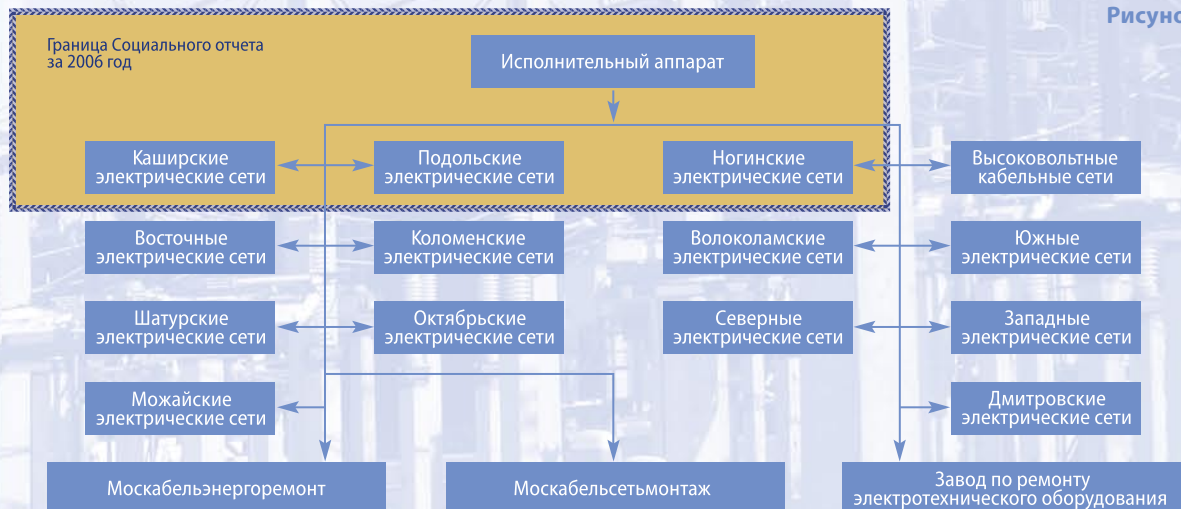 Граница Социального отчета
за 2006 год
Исполнительный аппарат
Каширские
электрические сети
Подольские
электрические сети
Ногинские
электрические сети
Высоковольтные
кабельные сети
Восточные
электрические сети
Коломенские
электрические сети
Волоколамские
электрические сети
Южные
электрические сети
Шатурские
электрические сети
Октябрьские
электрические сети
Северные
электрические сети
Западные
электрические сети
Можайские
электрические сети
Дмитровские
электрические сети
Москабельэнергоремонт
Москабельсетьмонтаж
Завод по ремонту
электротехнического оборудования